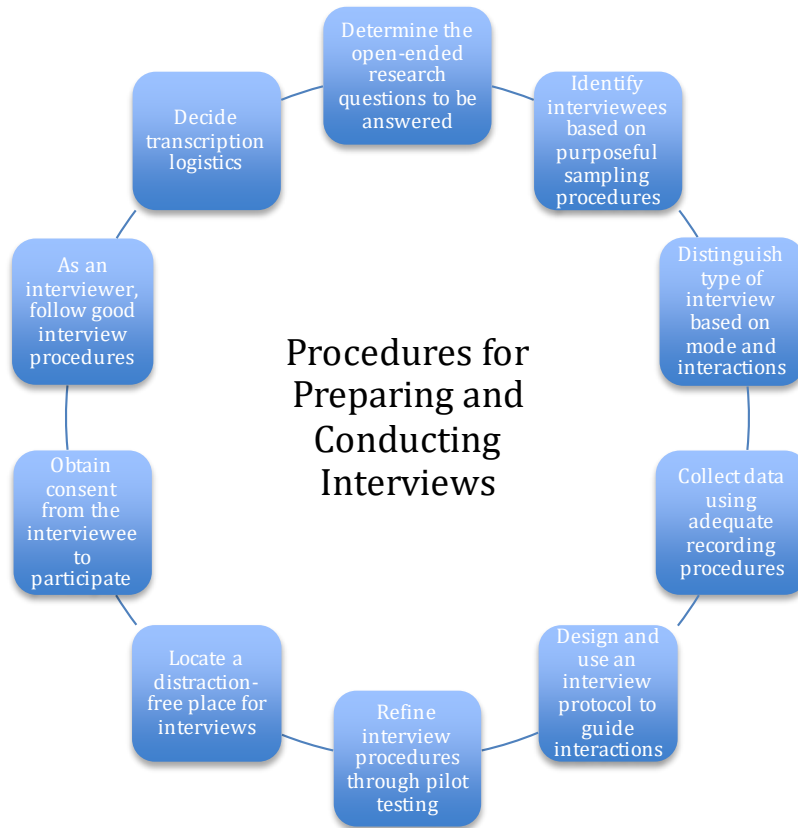 Determine the
open-ended
research
questions to be
answered
Identify
interviewees
based on
purposeful
sampling
procedures
Distinguish
type of
interview
based on
mode and
interactions
Collect data
using
adequate
recording
procedures
Design and
use an
interview
protocol to
guide
interactions
Refine
interview
procedures
through pilot
testing
Locate a
distraction-
free place for
interviews
Obtain
consent
from the
interviewee
to
participate
As an
interviewer,
follow good
interview
procedures
Decide
transcription
logistics
Procedures for
Preparing and
Conducting
Interviews